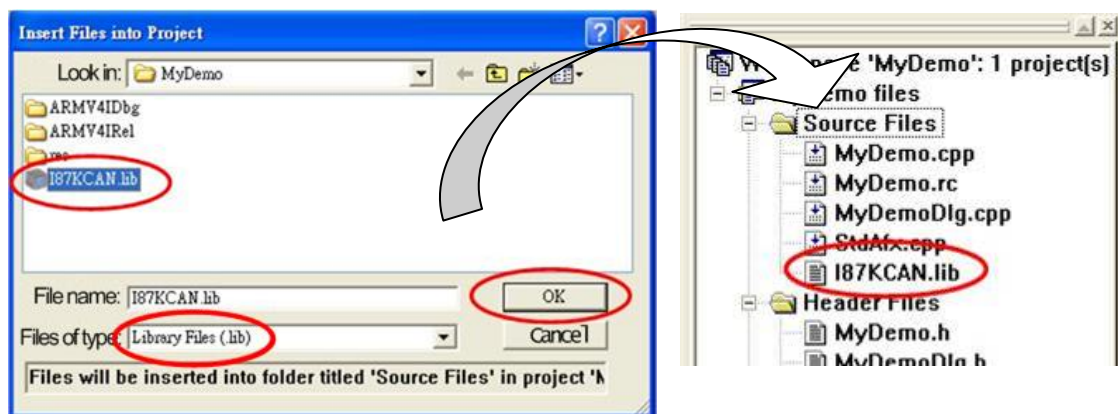 Insert Files into Project
Look in: MyDemo
ARMV4IDbg
ARMV4IRel
I87KCAN.lib
File name: I87KCAN.lib
OK
Files of type: Library Files (.lib)
Cancel
Files will be inserted into folder titled 'Source Files' in project 'M
'MyDemo': 1 project(s)
files
Source Files
MyDemo.cpp
MyDemo.rc
MyDemoDlg.cpp
StdAfx.cpp
I87KCAN.lib
Header Files
MyDemo.h
MyDemoDlg.h